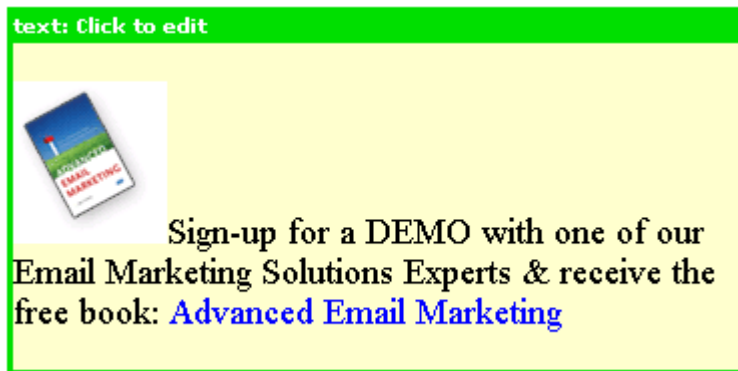 text: Click to edit
ADVANCED
EMAIL
MARKETING
Sign-up for a DEMO with one of our
Email Marketing Solutions Experts & receive the
free book: Advanced Email Marketing